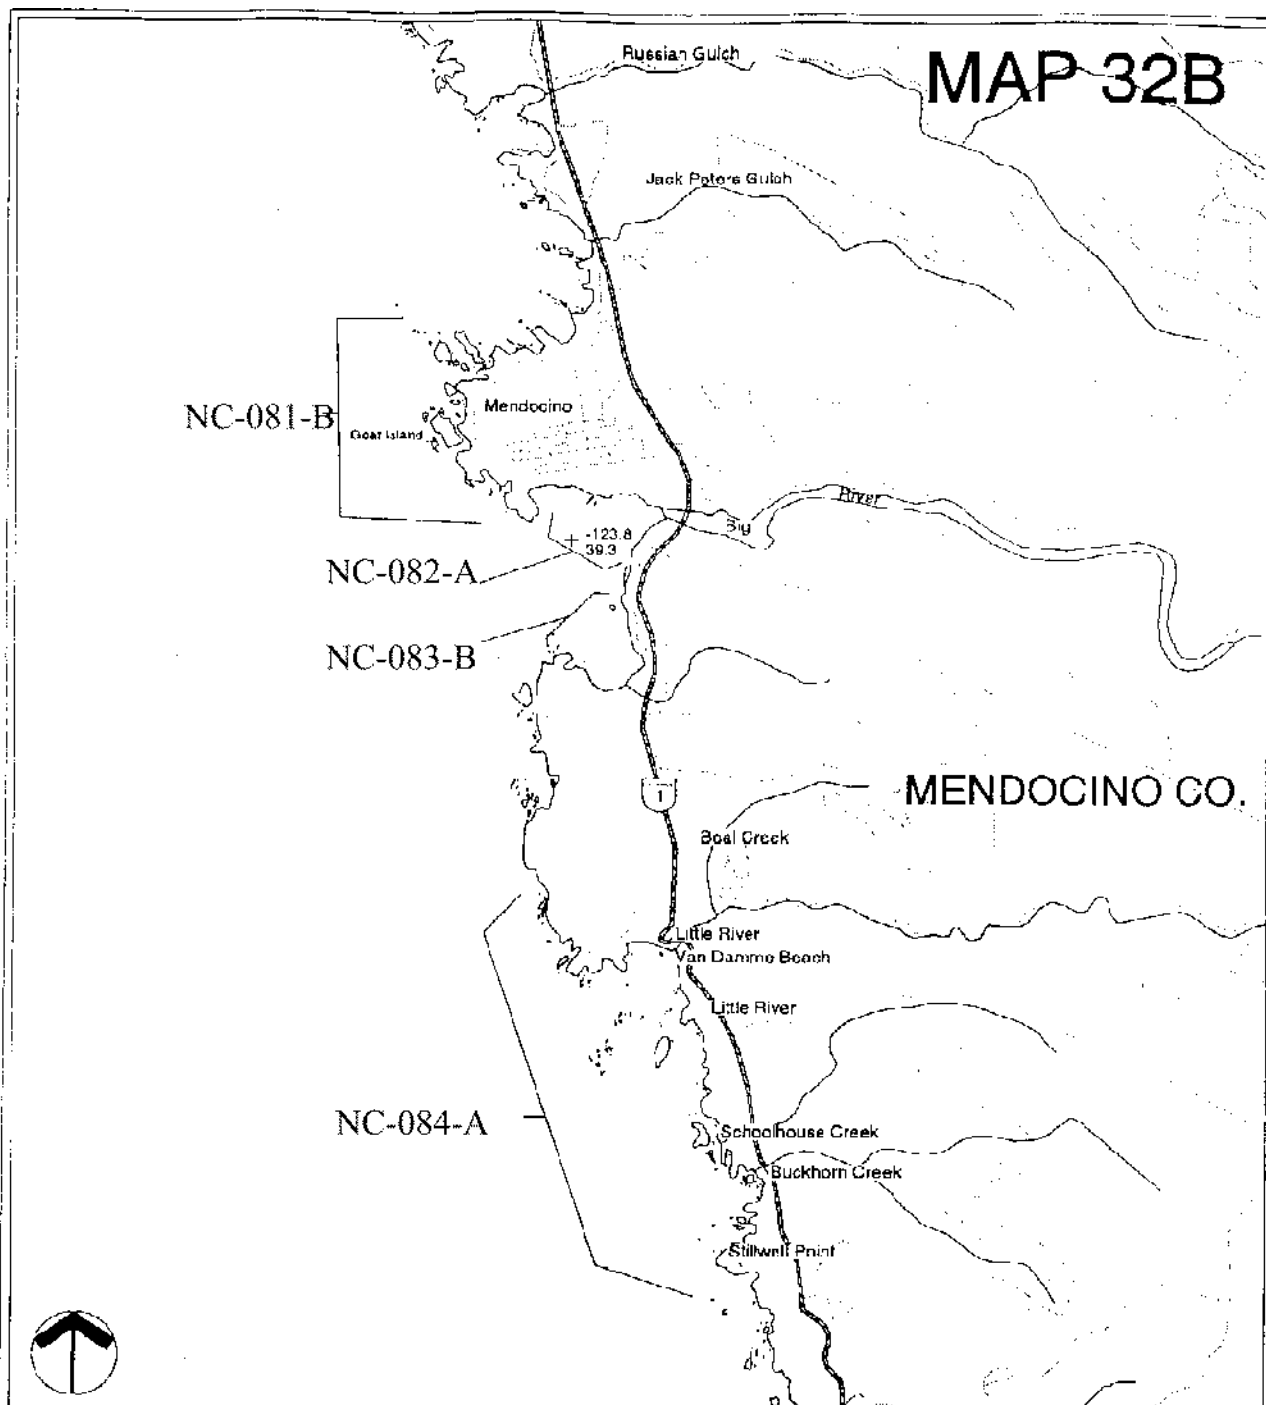 Russian Gulch
MAP 32B
Jack Peters Gulch
NC-081-B
Mendocino
Goat Island
River
Big
-123.8
39.3
NC-082-A
NC-083-B
1
MENDOCINO CO.
Boal Creek
Little River
Van Damme Beach
Little River
NC-084-A
Schoolhouse Creek
Buckhorn Creek
Stillwell Point